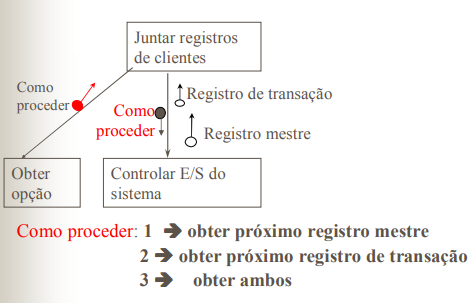 Juntar registros
de clientes
Como
proceder
Registro de transação
Como
proceder
Registro mestre
Obter
opção
Controlar E/S do
sistema
Como proceder: 1 ➔ obter próximo registro mestre
2 ➔ obter próximo registro de transação
3 ➔ obter ambos